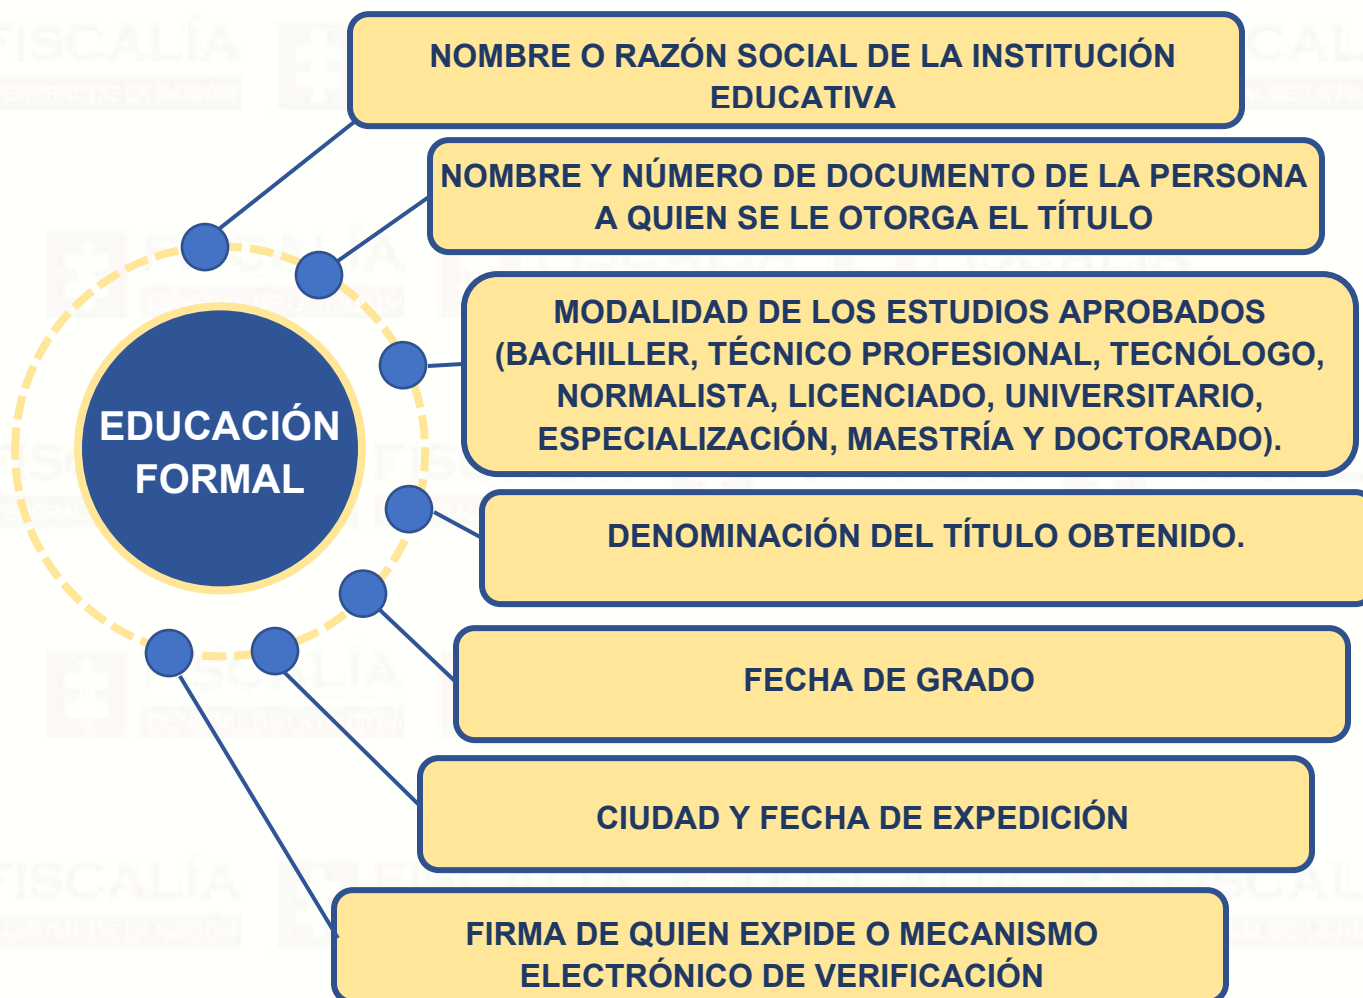 FISCALÍA
NOMBRE O RAZÓN SOCIAL DE LA INSTITUCIÓN
EDUCATIVA
NOMBRE Y NÚMERO DE DOCUMENTO DE LA PERSONA
A QUIEN SE LE OTORGA EL TÍTULO
MODALIDAD DE LOS ESTUDIOS APROBADOS
(BACHILLER, TÉCNICO PROFESIONAL, TECNÓLOGO,
NORMALISTA, LICENCIADO, UNIVERSITARIO,
ESPECIALIZACIÓN, MAESTRÍA Y DOCTORADO).
EDUCACIÓN
FORMAL
DENOMINACIÓN DEL TÍTULO OBTENIDO.
FECHA DE GRADO
CIUDAD Y FECHA DE EXPEDICIÓN
FISCALÍA
FIRMA DE QUIEN EXPIDE O MECANISMO
ELECTRÓNICO DE VERIFICACIÓN